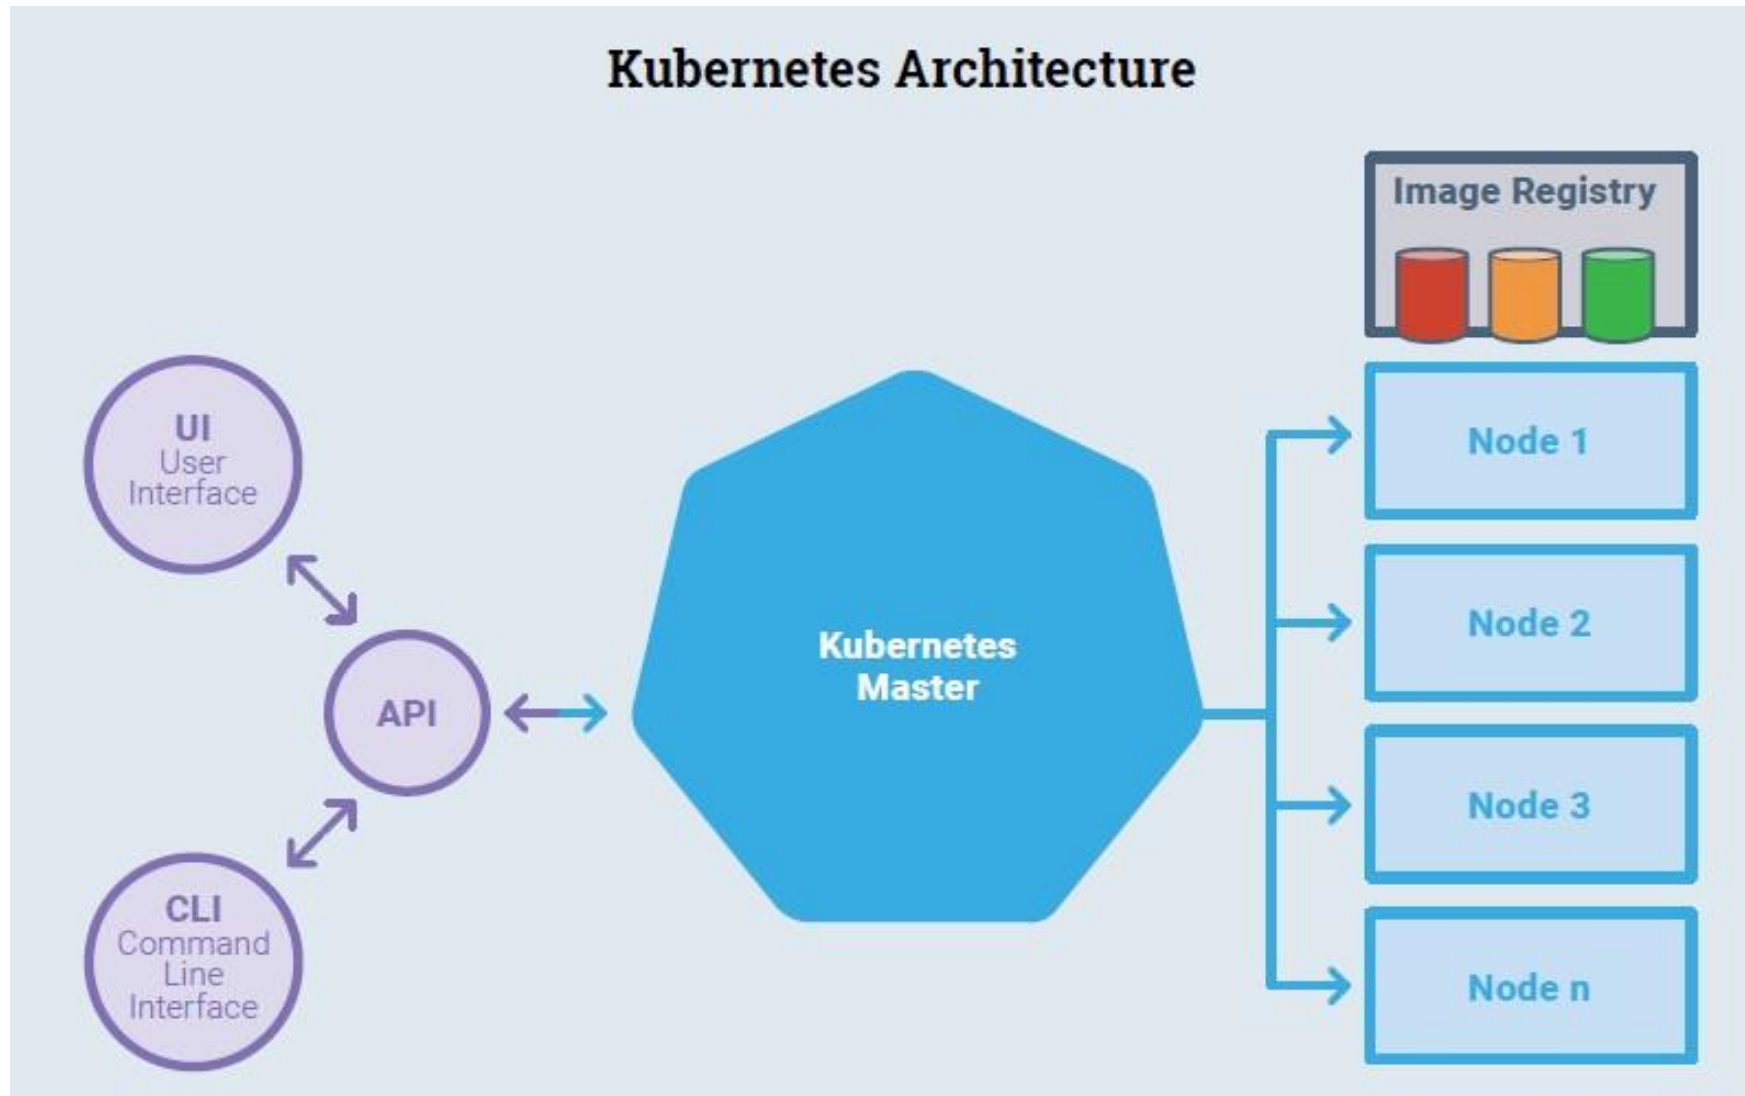 Kubernetes Architecture
Image Registry
UI
User
Interface
Node 1
Node 2
API
Kubernetes
Master
Node 3
CLI
Command
Line
Interface
Node n